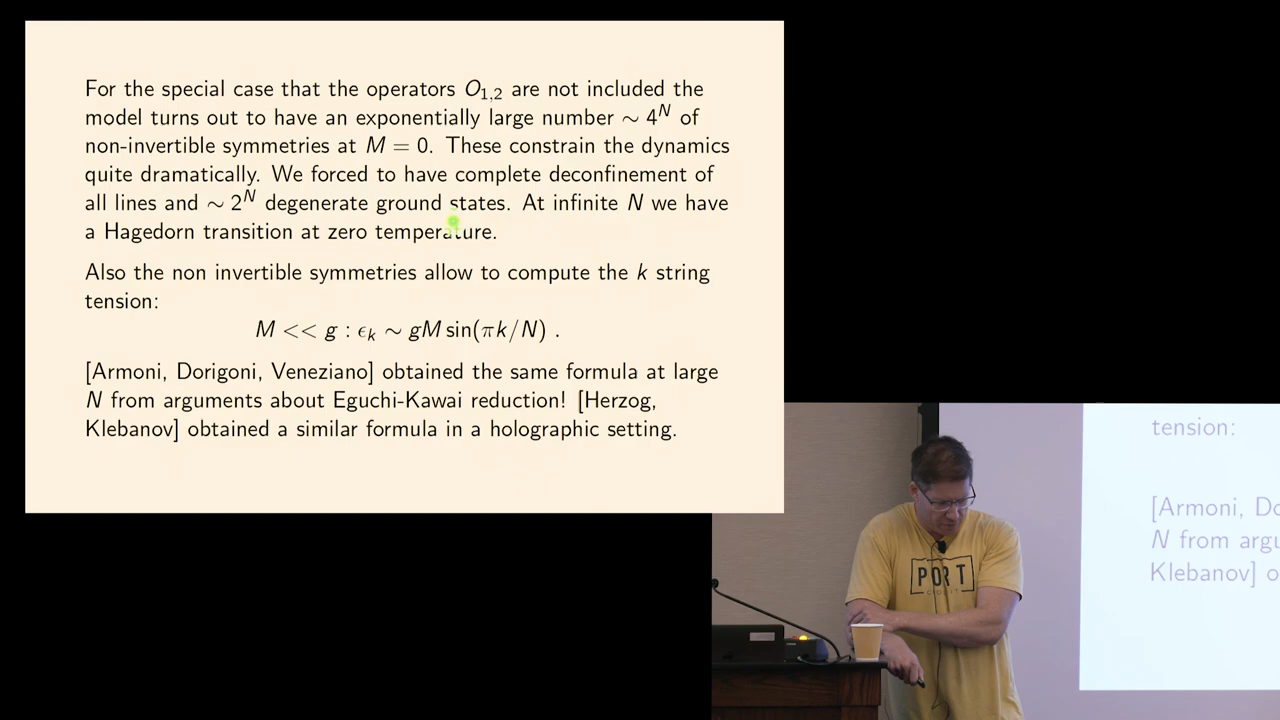 For the special case that the operators O₁,₂ are not included the
model turns out to have an exponentially large number ∼ 4ᴺ of
non-invertible symmetries at M = 0. These constrain the dynamics
quite dramatically. We forced to have complete deconfinement of
all lines and ∼ 2ᴺ degenerate ground states. At infinite N we have
a Hagedorn transition at zero temperature.
Also the non invertible symmetries allow to compute the k string
tension:
M << g : ϵₖ ∼ gM sin(πk/N) .
[Armoni, Dorigoni, Veneziano] obtained the same formula at large
N from arguments about Eguchi-Kawai reduction! [Herzog,
Klebanov] obtained a similar formula in a holographic setting.
tension:
[Armoni, Do
N from argu
Klebanov] o
PORT